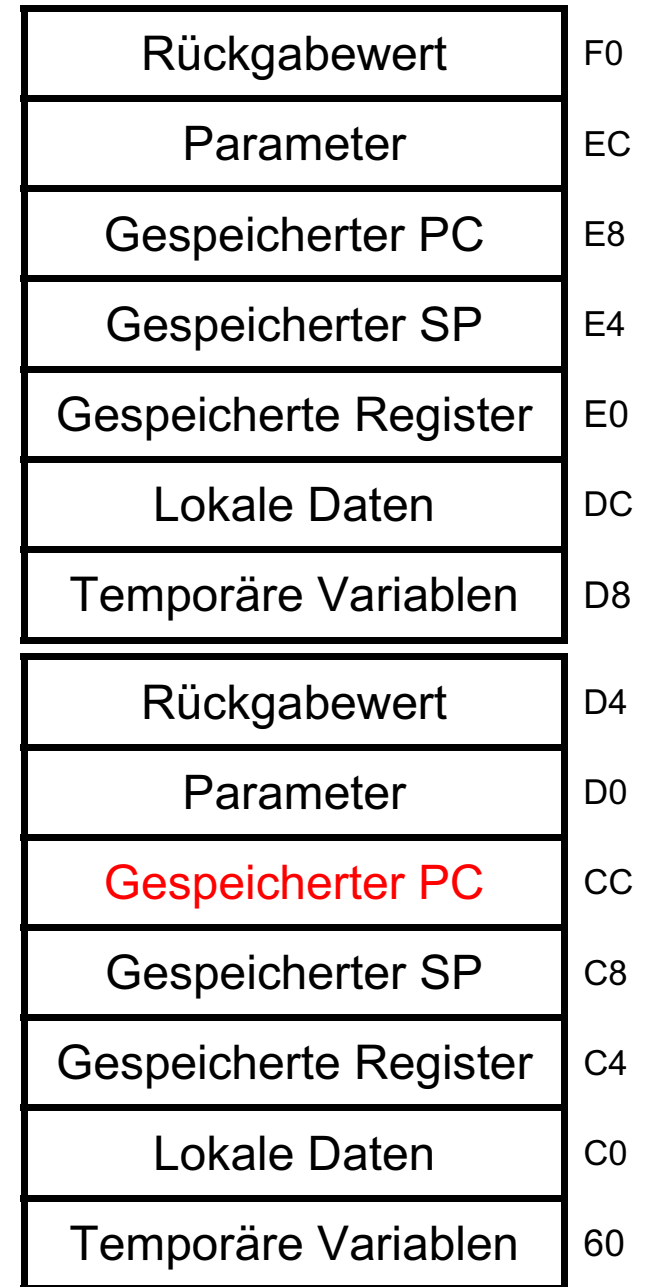 Rückgabewert F0
Parameter EC
Gespeicherter PC E8
Gespeicherter SP E4
Gespeicherte Register E0
Lokale Daten DC
Temporäre Variablen D8
Rückgabewert D4
Parameter D0
Gespeicherter PC CC
Gespeicherter SP C8
Gespeicherte Register C4
Lokale Daten C0
Temporäre Variablen 60